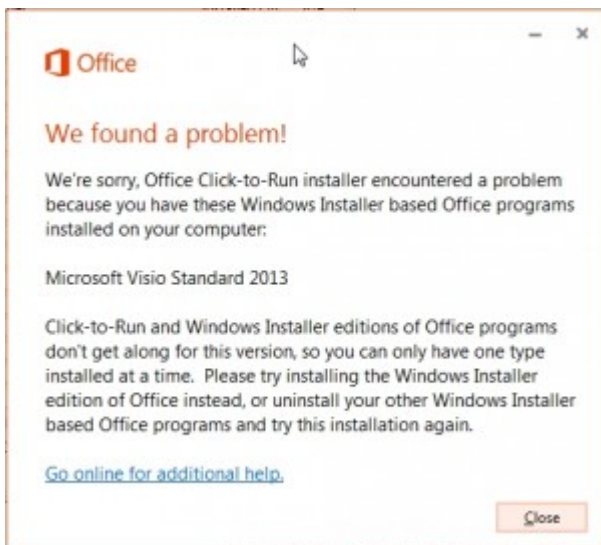 Office
We found a problem!
We're sorry, Office Click-to-Run installer encountered a problem
because you have these Windows Installer based Office programs
installed on your computer:
Microsoft Visio Standard 2013
Click-to-Run and Windows Installer editions of Office programs
don't get along for this version, so you can only have one type
installed at a time. Please try installing the Windows Installer
edition of Office instead, or uninstall your other Windows Installer
based Office programs and try this installation again.
Go online for additional help.
Close